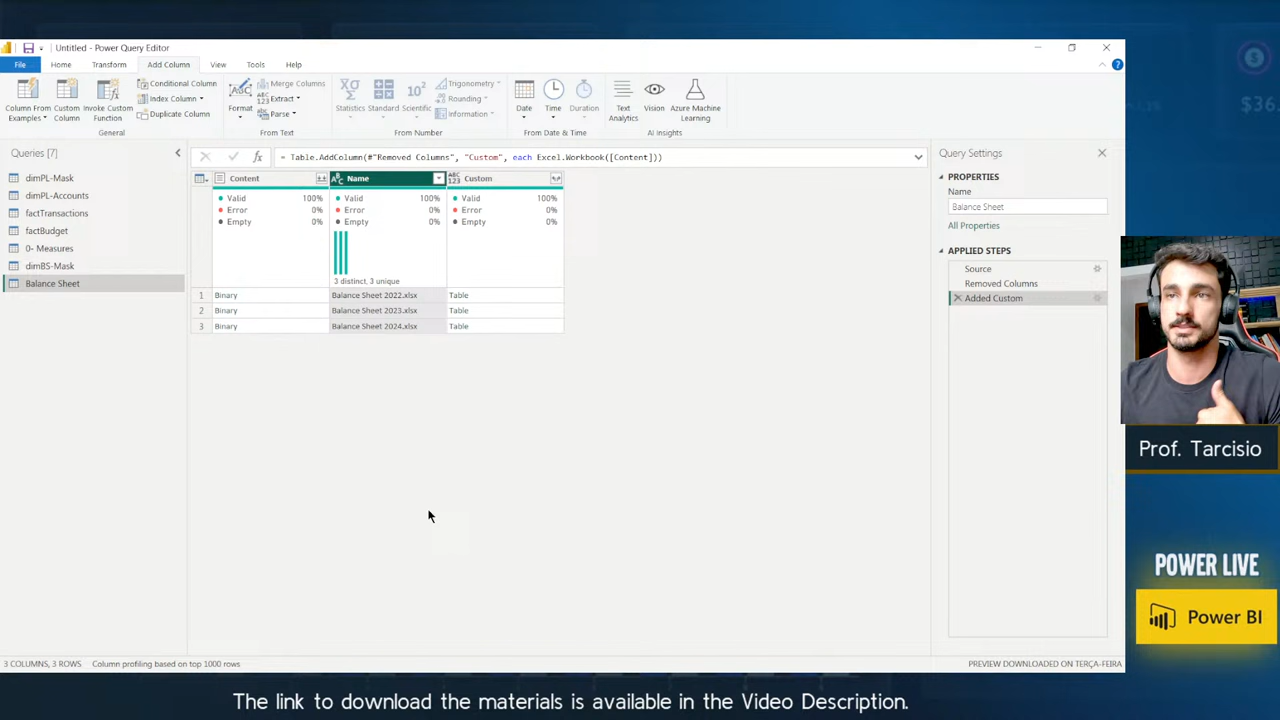 Untitled - Power Query Editor
File Home Transform Add Column View Tools Help
Column From Examples
Custom Column
Invoke Custom Function
Conditional Column
Index Column
Duplicate Column
General
Format
Merge Columns
Extract
Parse
From Text
Statistics
Standard
Scientific
Trigonometry
Rounding
Information
From Number
Date
Time
Duration
From Date & Time
Text Analytics
Vision
Azure Machine Learning
AI Insights
Queries [7]
dimPL-Mask
dimPL-Accounts
factTransactions
factBudget
0- Measures
dimBS-Mask
Balance Sheet
= Table.AddColumn(#"Removed Columns", "Custom", each Excel.Workbook([Content]))
Content Name Custom
Valid 100% Valid 100% Valid 100%
Error 0% Error 0% Error 0%
Empty 0% Empty 0% Empty 0%
3 distinct, 3 unique
1 Binary Balance Sheet 2022.xlsx Table
2 Binary Balance Sheet 2023.xlsx Table
3 Binary Balance Sheet 2024.xlsx Table
Query Settings
PROPERTIES
Name
Balance Sheet
All Properties
APPLIED STEPS
Source
Removed Columns
Added Custom
3 COLUMNS, 3 ROWS Column profiling based on top 1000 rows
PREVIEW DOWNLOADED ON TERÇA-FEIRA
Prof. Tarcisio
POWER LIVE
Power BI
The link to download the materials is available in the Video Description.